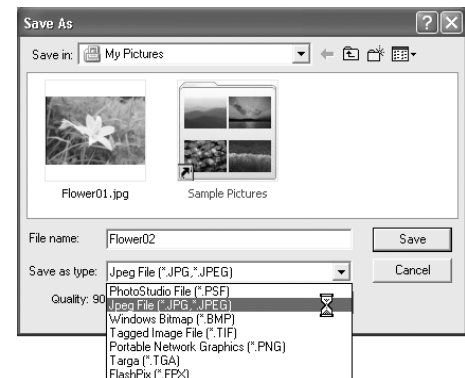 Save As
Save in: My Pictures
Flower01.jpg
Sample Pictures
File name: Flower02
Save
Save as type: Jpeg File (*.JPG,*.JPEG)
Cancel
Quality: 90
PhotoStudio File (*.PSF)
Jpeg File (*.JPG,*.JPEG)
Windows Bitmap (*.BMP)
Tagged Image File (*.TIF)
Portable Network Graphics (*.PNG)
Targa (*.TGA)
FlashPix (*.FPX)